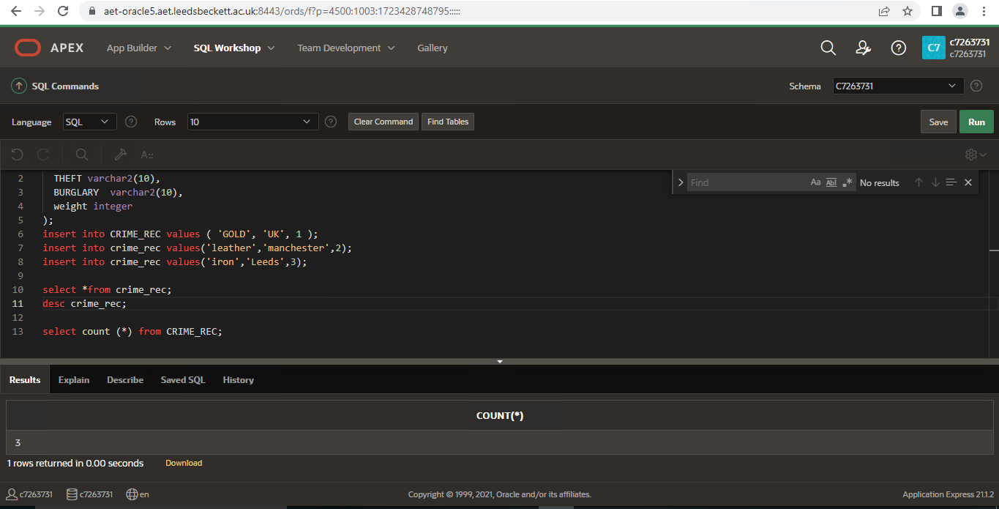 aet-oracle5.aet.leedsbeckett.ac.uk:8443/ords/f?p=4500:1003:1723428748795:::::
APEX App Builder SQL Workshop Team Development Gallery C7 c7263731
c7263731
SQL Commands Schema C7263731
Language SQL Rows 10 Clear Command Find Tables Save Run
A::
2 THEFT varchar2(10),
3 BURGLARY varchar2(10),
4 weight integer
5 );
6 insert into CRIME_REC values ( 'GOLD', 'UK', 1 );
7 insert into crime_rec values('leather','manchester',2);
8 insert into crime_rec values('iron','Leeds',3);
9
10 select *from crime_rec;
11 desc crime_rec;
12
13 select count (*) from CRIME_REC;
Find Aa Abl .* No results
Results Explain Describe Saved SQL History
COUNT(*)
3
1 rows returned in 0.00 seconds Download
c7263731 c7263731 en Copyright © 1999, 2021, Oracle and/or its affiliates. Application Express 21.1.2